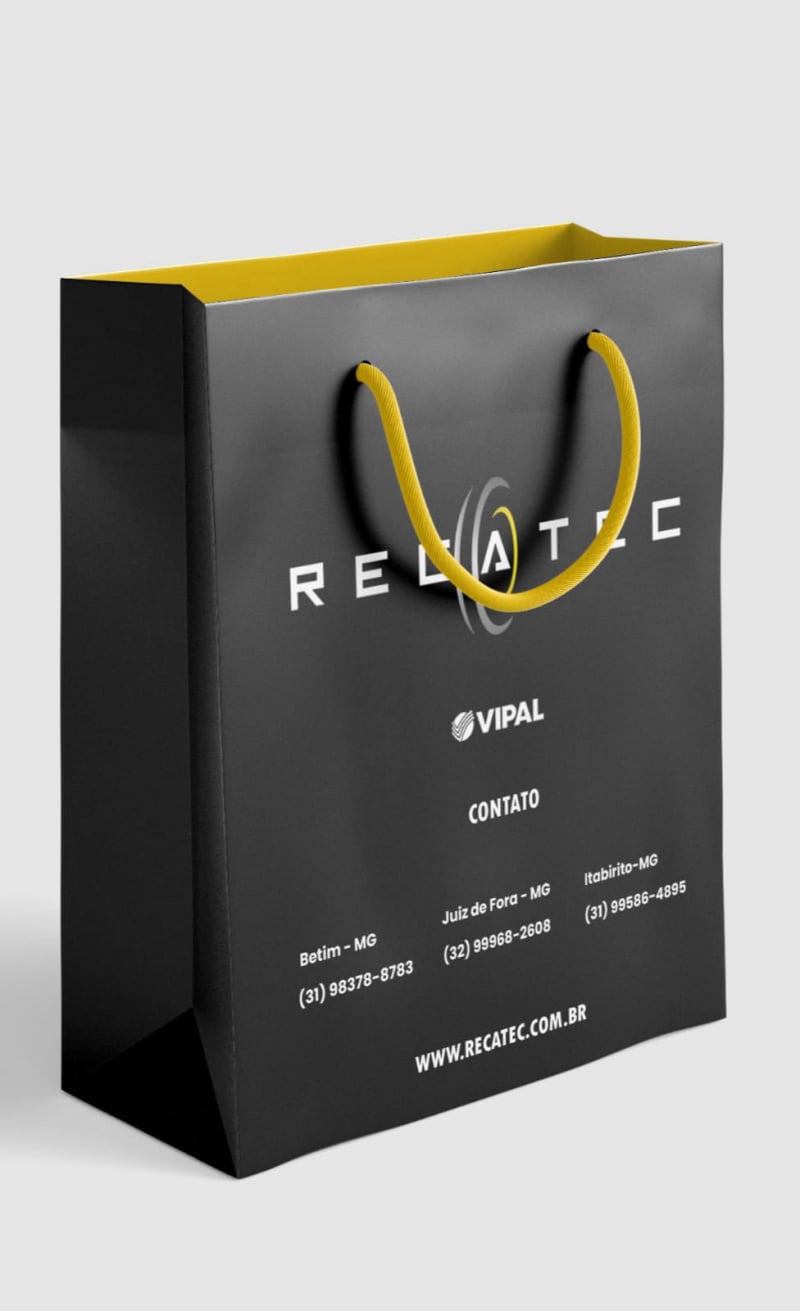 RECATEC
VIPAL
CONTATO
Betim - MG
(31) 98378-8783
Juiz de Fora - MG
(32) 99968-2608
Itabirito-MG
(31) 99586-4895
WWW.RECATEC.COM.BR